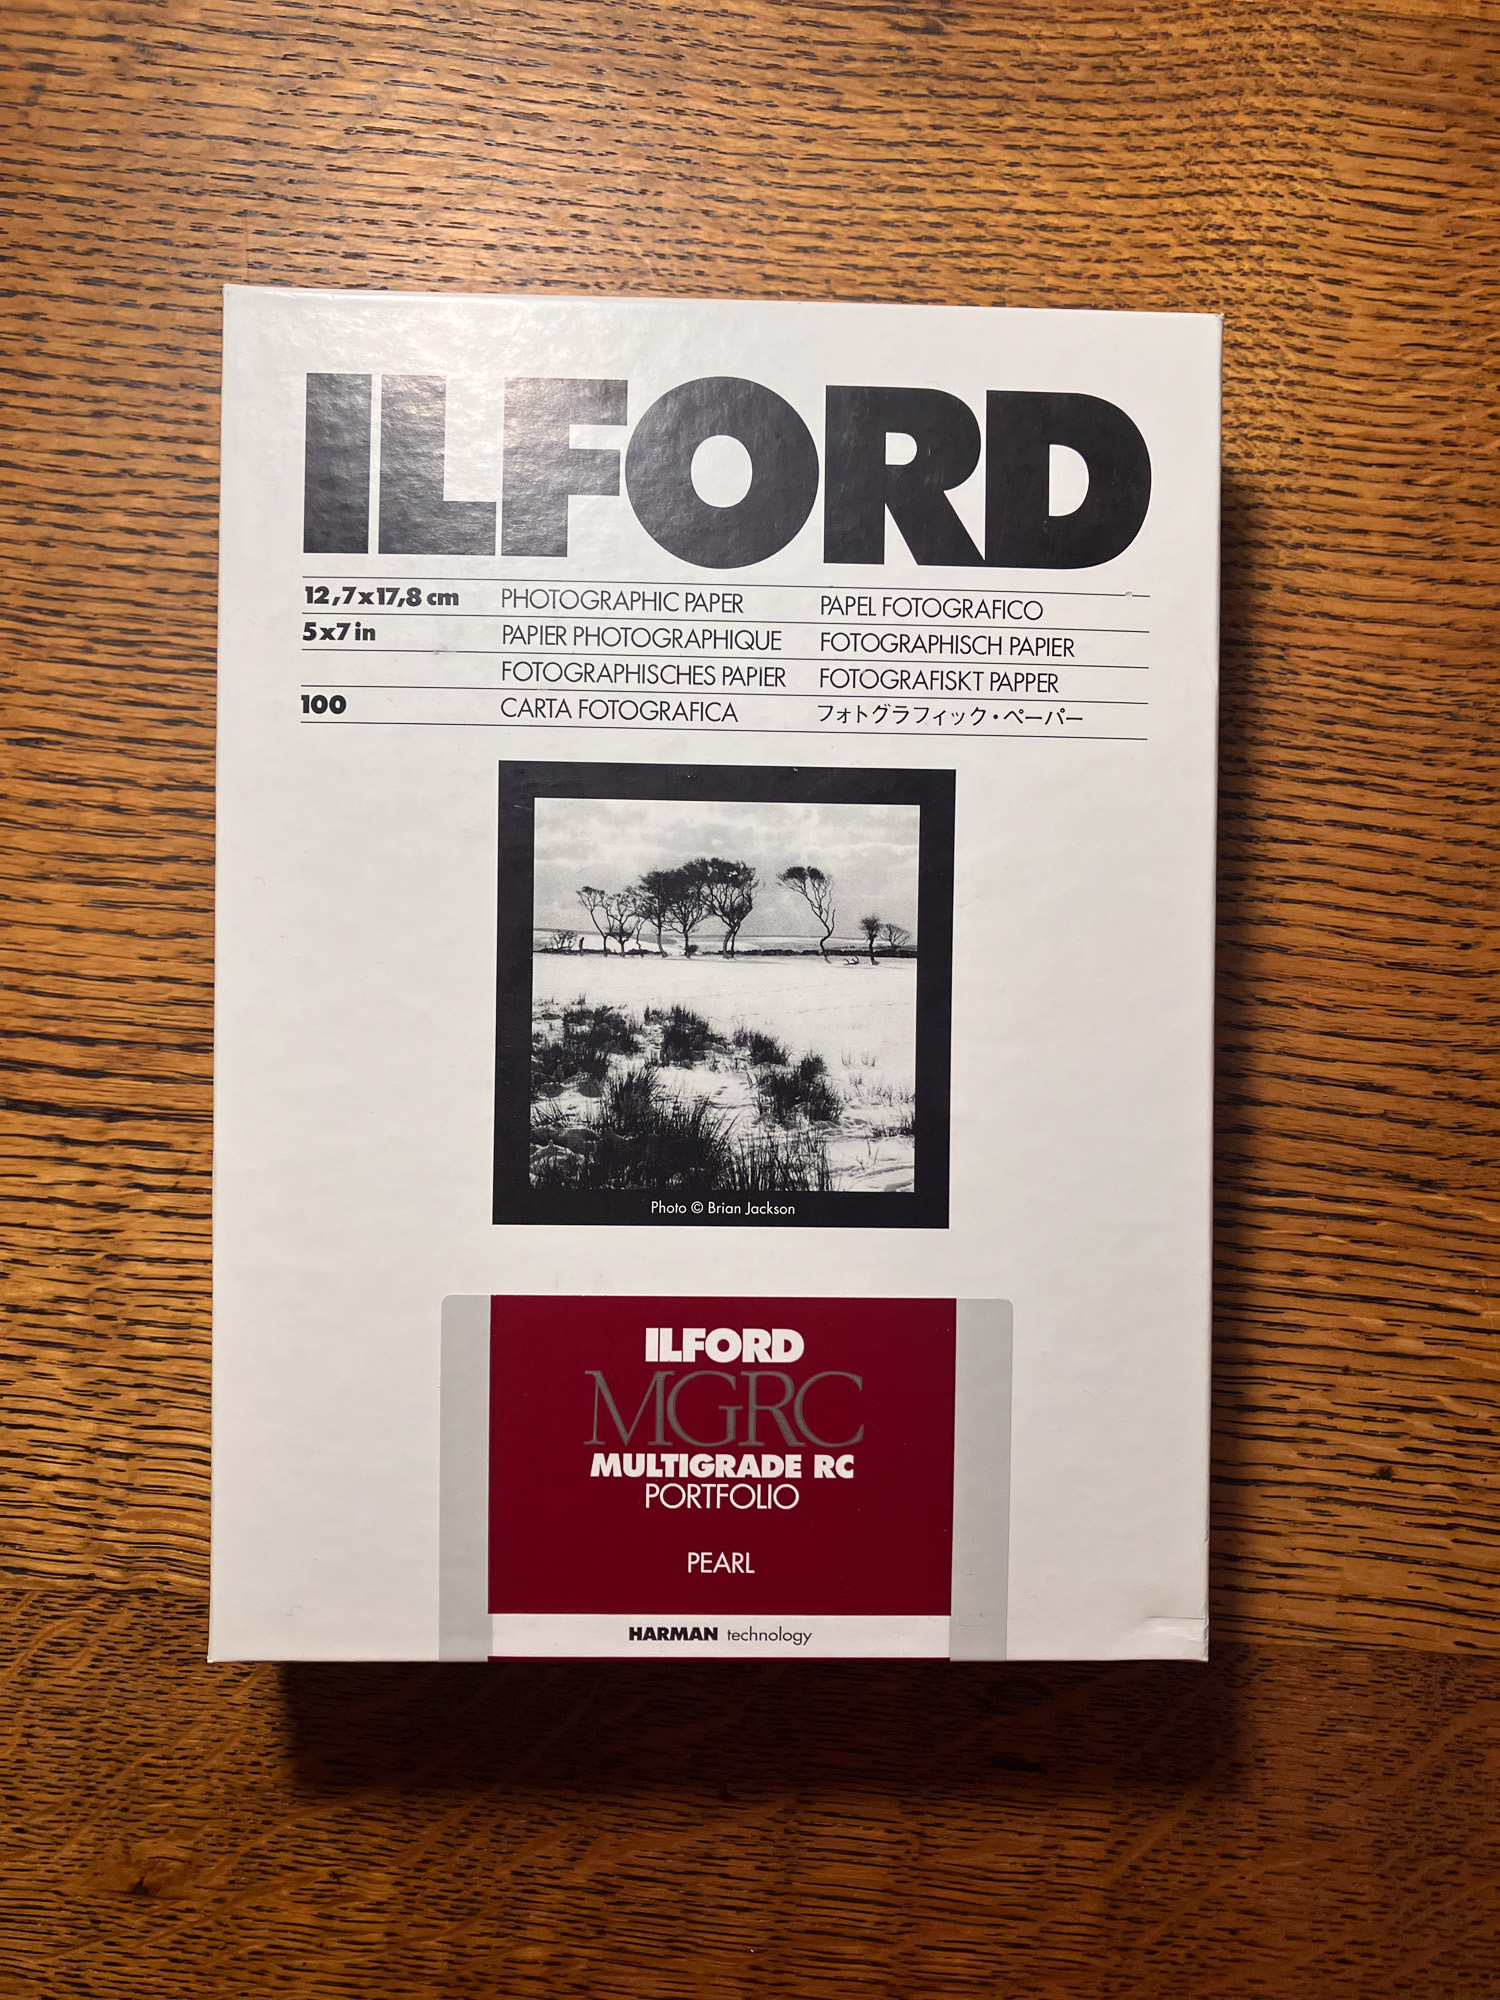 ILFORD
12,7x17,8 cm PHOTOGRAPHIC PAPER PAPEL FOTOGRAFICO
5x7 in PAPIER PHOTOGRAPHIQUE FOTOGRAPHISCH PAPIER
FOTOGRAPHISCHES PAPIER FOTOGRAFISKT PAPPER
100 CARTA FOTOGRAFICA フォトグラフィック・ペーパー
Photo © Brian Jackson
ILFORD
MGRC
MULTIGRADE RC
PORTFOLIO
PEARL
HARMAN technology